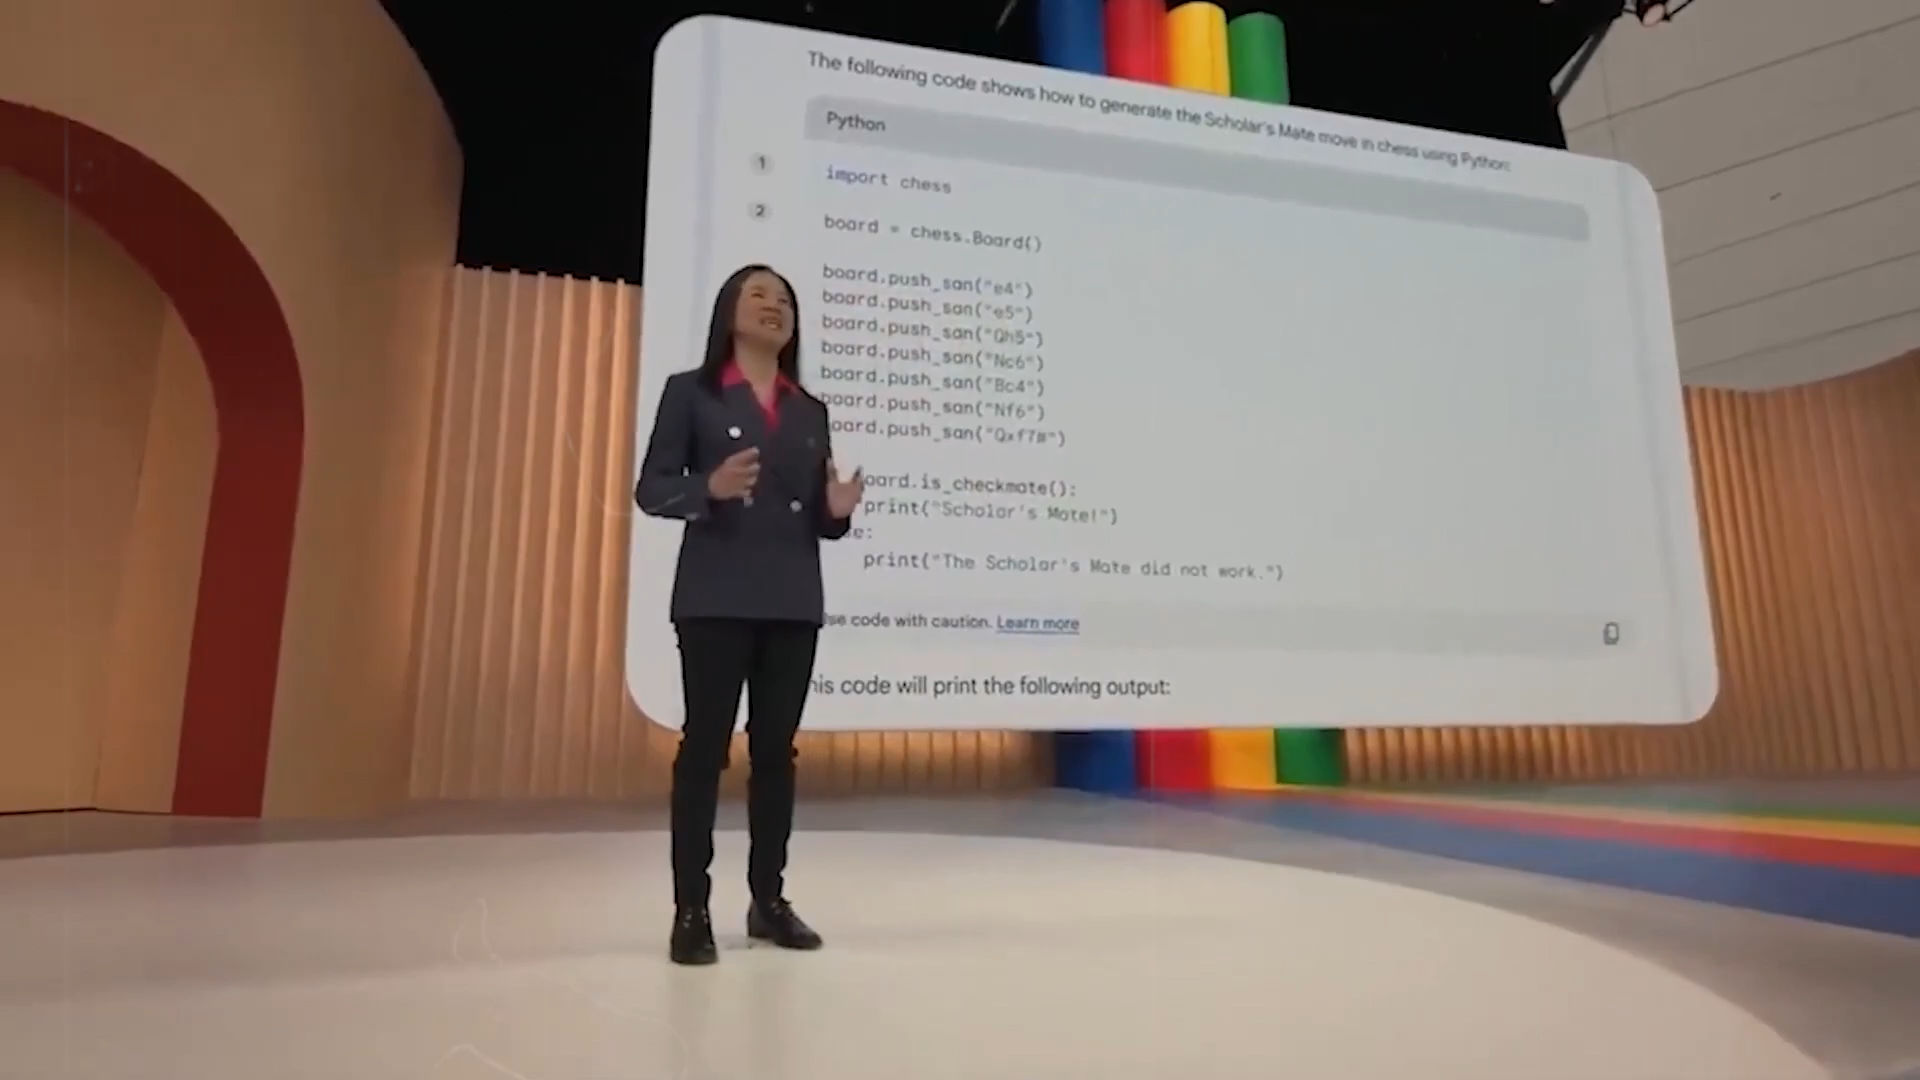 The following code shows how to generate the Scholar's Mate move in chess using Python:
Python
1
import chess
2
board = chess.Board()
board.push_san("e4")
board.push_san("e5")
board.push_san("Qh5")
board.push_san("Nc6")
board.push_san("Bc4")
board.push_san("Nf6")
oard.push_san("Qxf7#")
oard.is_checkmate():
print("Scholar's Mate!")
se:
print("The Scholar's Mate did not work.")
se code with caution. Learn more
his code will print the following output: